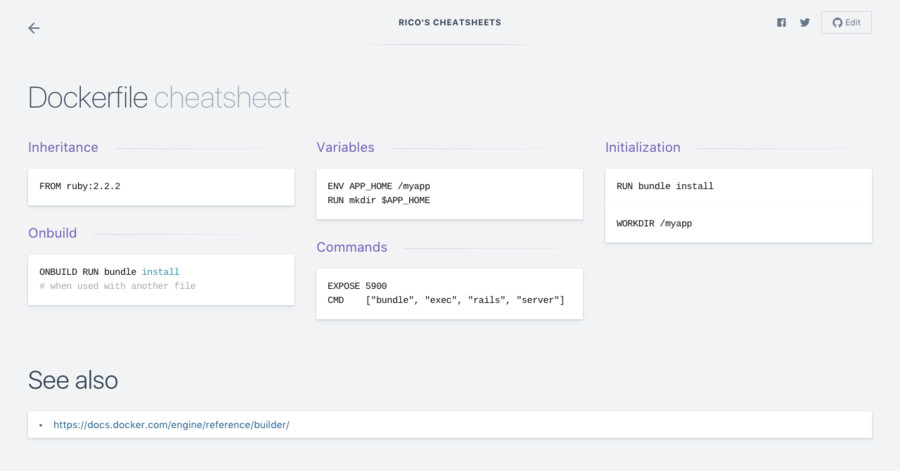 RICO'S CHEATSHEETS
Edit
Dockerfile cheatsheet
Inheritance
FROM ruby:2.2.2
Onbuild
ONBUILD RUN bundle install
# when used with another file
Variables
ENV APP_HOME /myapp
RUN mkdir $APP_HOME
Commands
EXPOSE 5900
CMD    ["bundle", "exec", "rails", "server"]
Initialization
RUN bundle install
WORKDIR /myapp
See also
• https://docs.docker.com/engine/reference/builder/